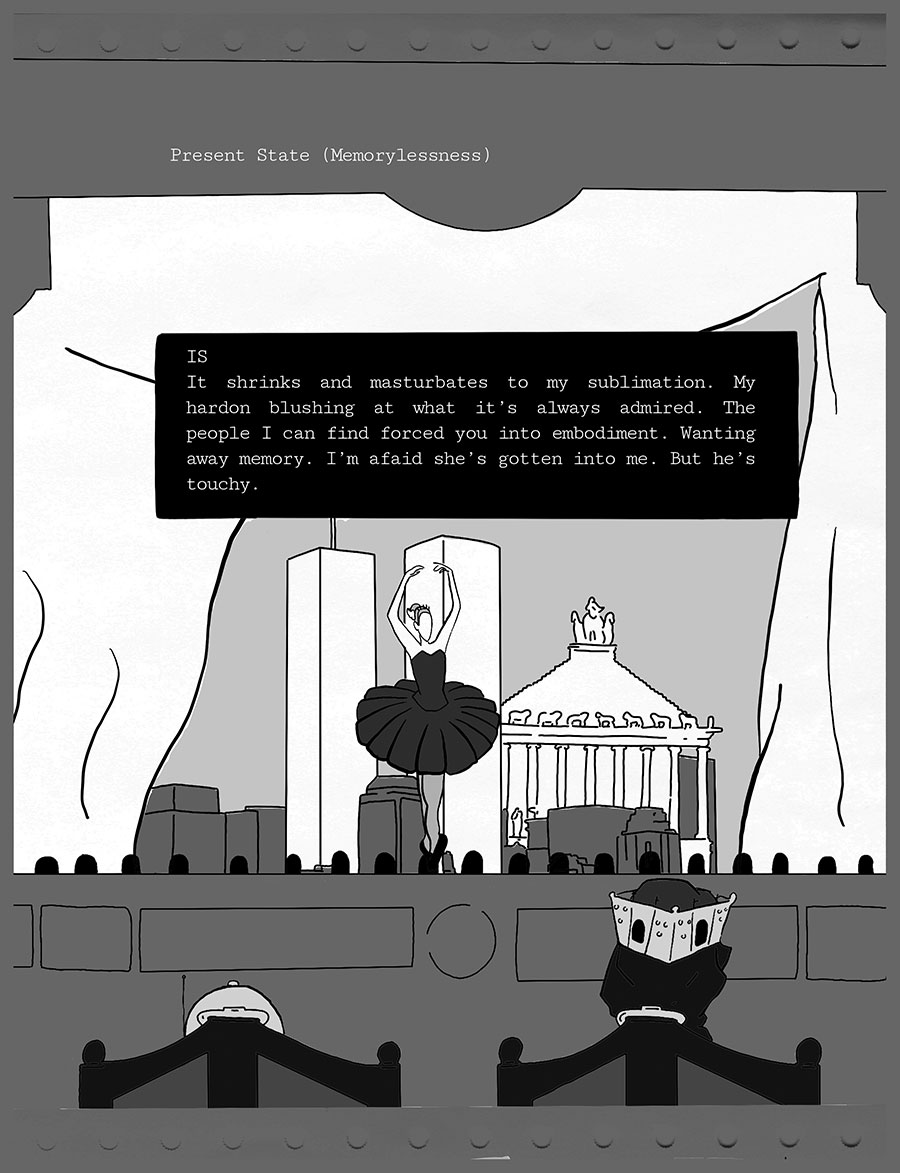 Present State (Memorylessness)
IS
It shrinks and masturbates to my sublimation. My
hardon blushing at what it’s always admired. The
people I can find forced you into embodiment. Wanting
away memory. I’m afaid she’s gotten into me. But he’s
touchy.